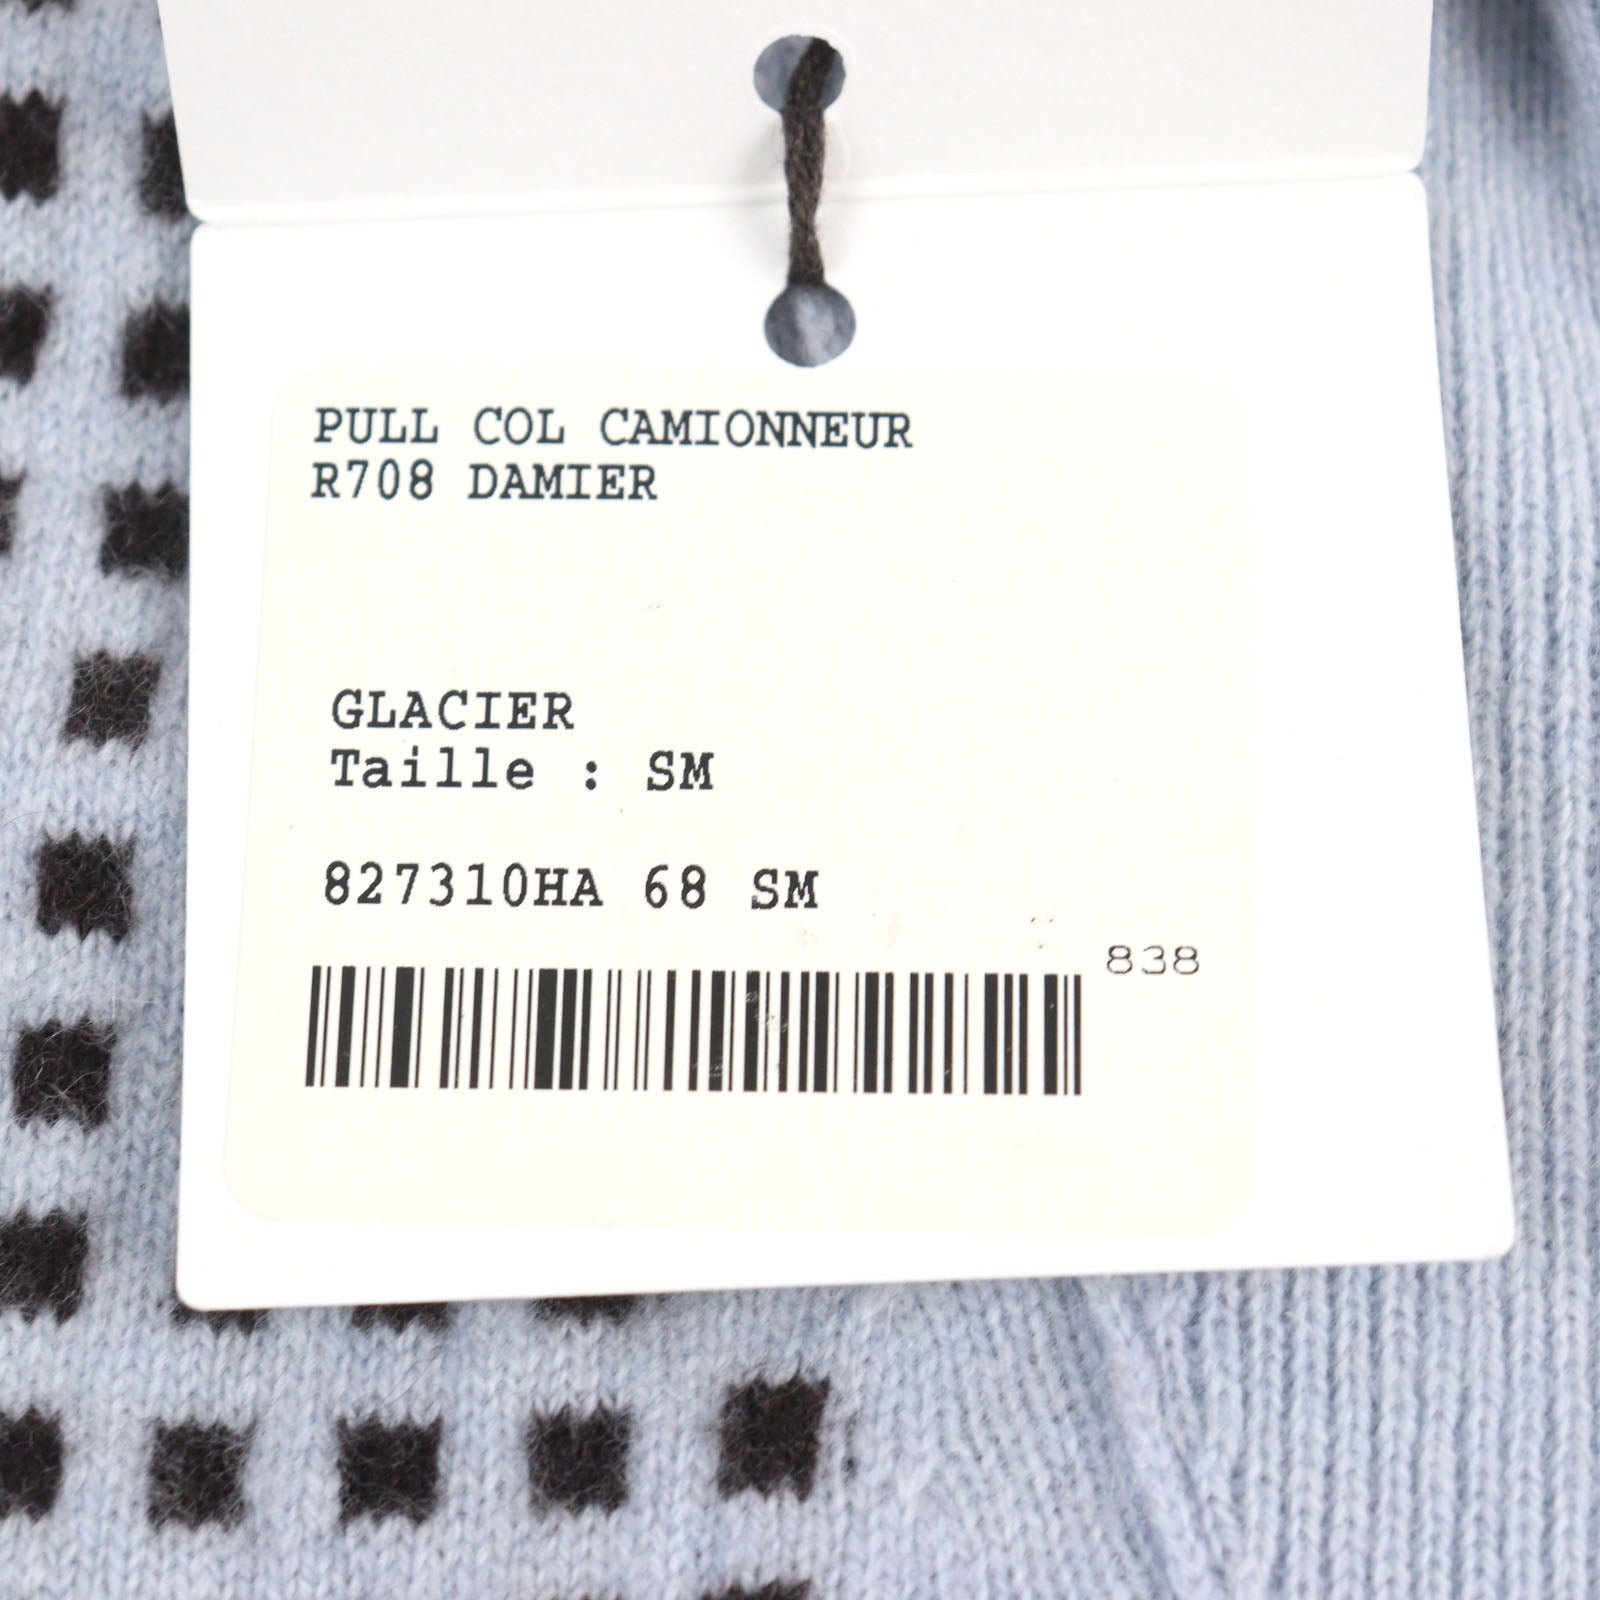 PULL COL CAMIONNEUR
R708 DAMIER
GLACIER
Taille : SM
827310HA 68 SM
838